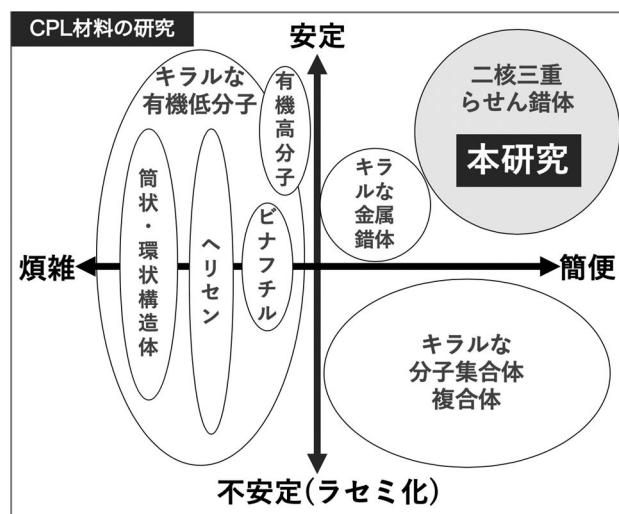 CPL材料の研究
安定
キラルな
有機低分子
有機高分子
二核三重
らせん錯体
本研究
キラ
ルな
金属
錯体
筒状・環状構造体
ヘリセン
ビナフチル
煩雑
簡便
キラルな
分子集合体
複合体
不安定(ラセミ化)